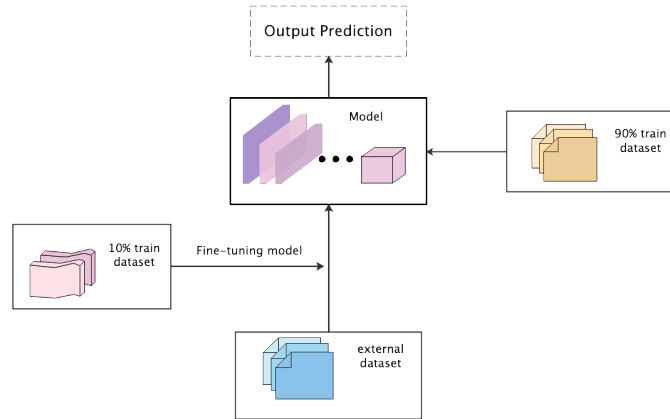 Output Prediction
Model
90% train
dataset
10% train
dataset
Fine-tuning model
external
dataset